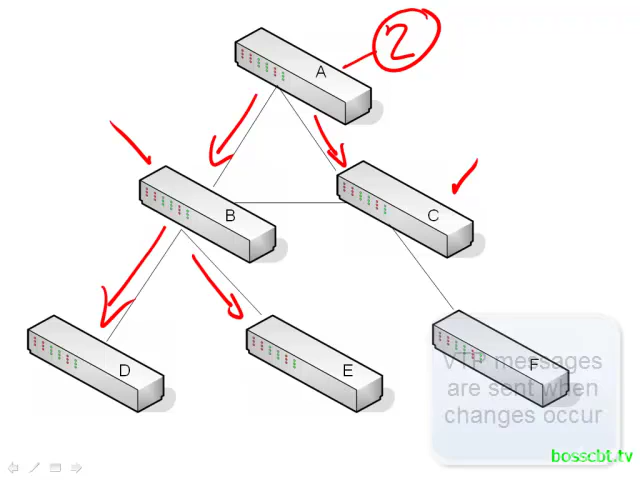 2
A
B
C
D
E
F
VTP messages
are sent when
changes occur
bosscbt.tv